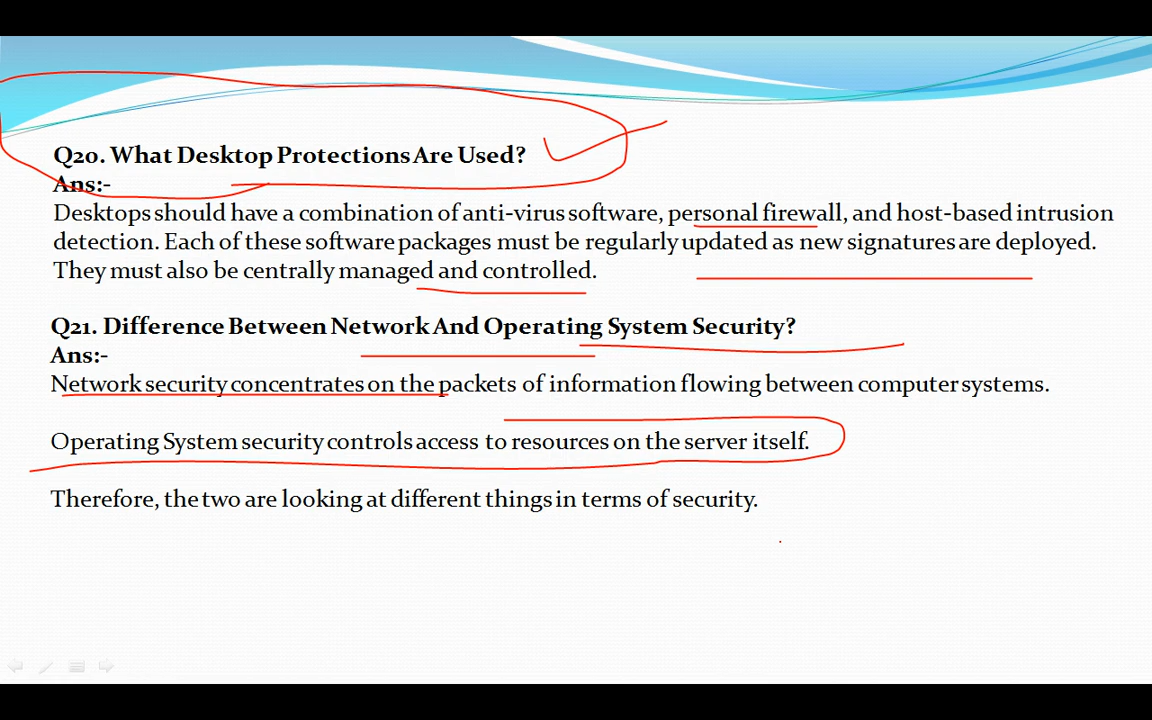 Q20. What Desktop Protections Are Used?
Ans:-
Desktops should have a combination of anti-virus software, personal firewall, and host-based intrusion
detection. Each of these software packages must be regularly updated as new signatures are deployed.
They must also be centrally managed and controlled.
Q21. Difference Between Network And Operating System Security?
Ans:-
Network security concentrates on the packets of information flowing between computer systems.
Operating System security controls access to resources on the server itself.
Therefore, the two are looking at different things in terms of security.